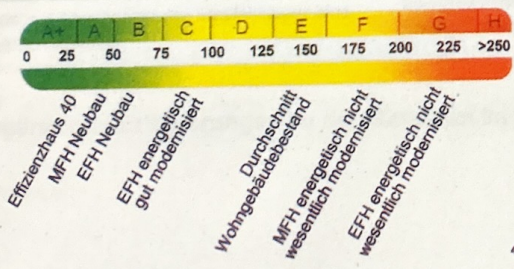 A+ A B C D E F G H
0 25 50 75 100 125 150 175 200 225 >250
Effizienzhaus 40
MFH Neubau
EFH Neubau
EFH energetisch
gut modernisiert
Durchschnitt
Wohngebäudebestand
MFH energetisch nicht
wesentlich modernisiert
EFH energetisch nicht
wesentlich modernisiert